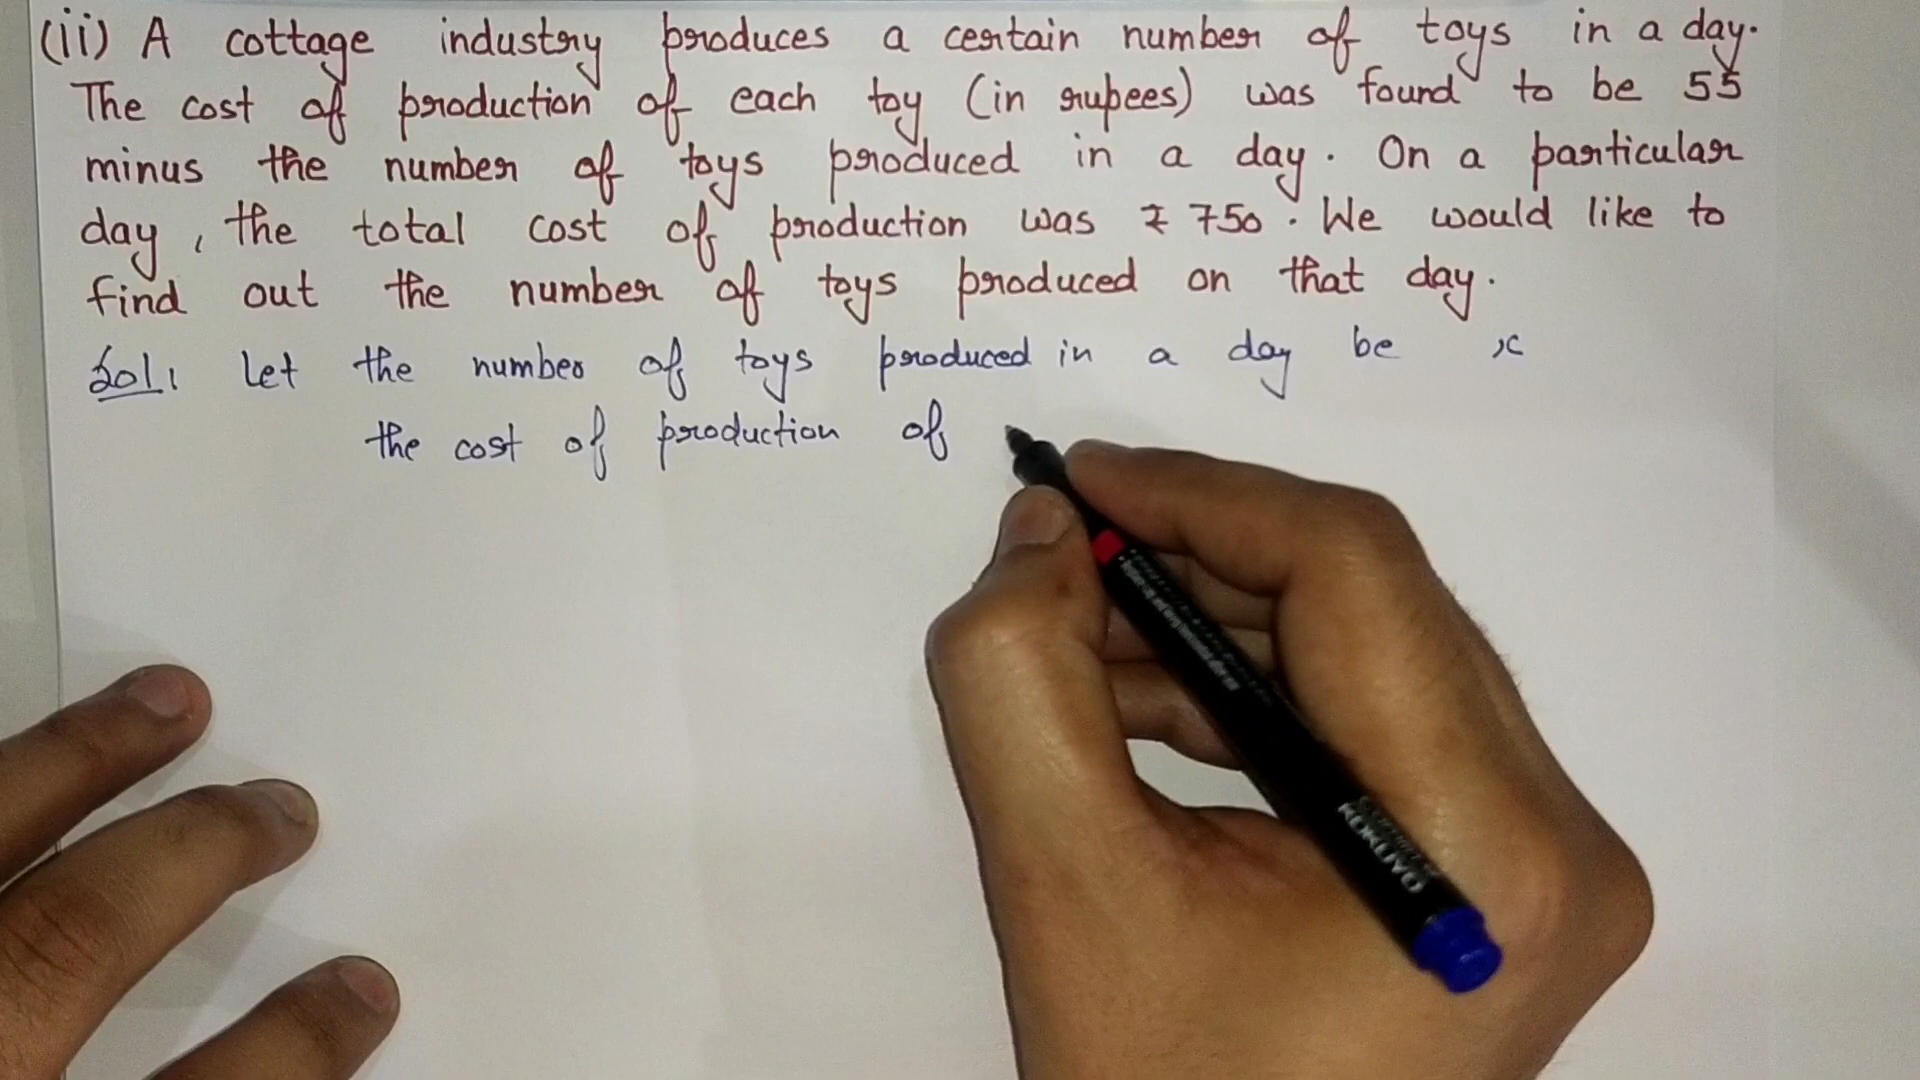 (ii) A cottage industry produces a certain number of toys in a day.
The cost of production of each toy (in rupees) was found to be 55
minus the number of toys produced in a day. On a particular
day, the total cost of production was ₹ 750. We would like to
find out the number of toys produced on that day.
Sol: Let the number of toys produced in a day be x
the cost of production of
KOKUYO